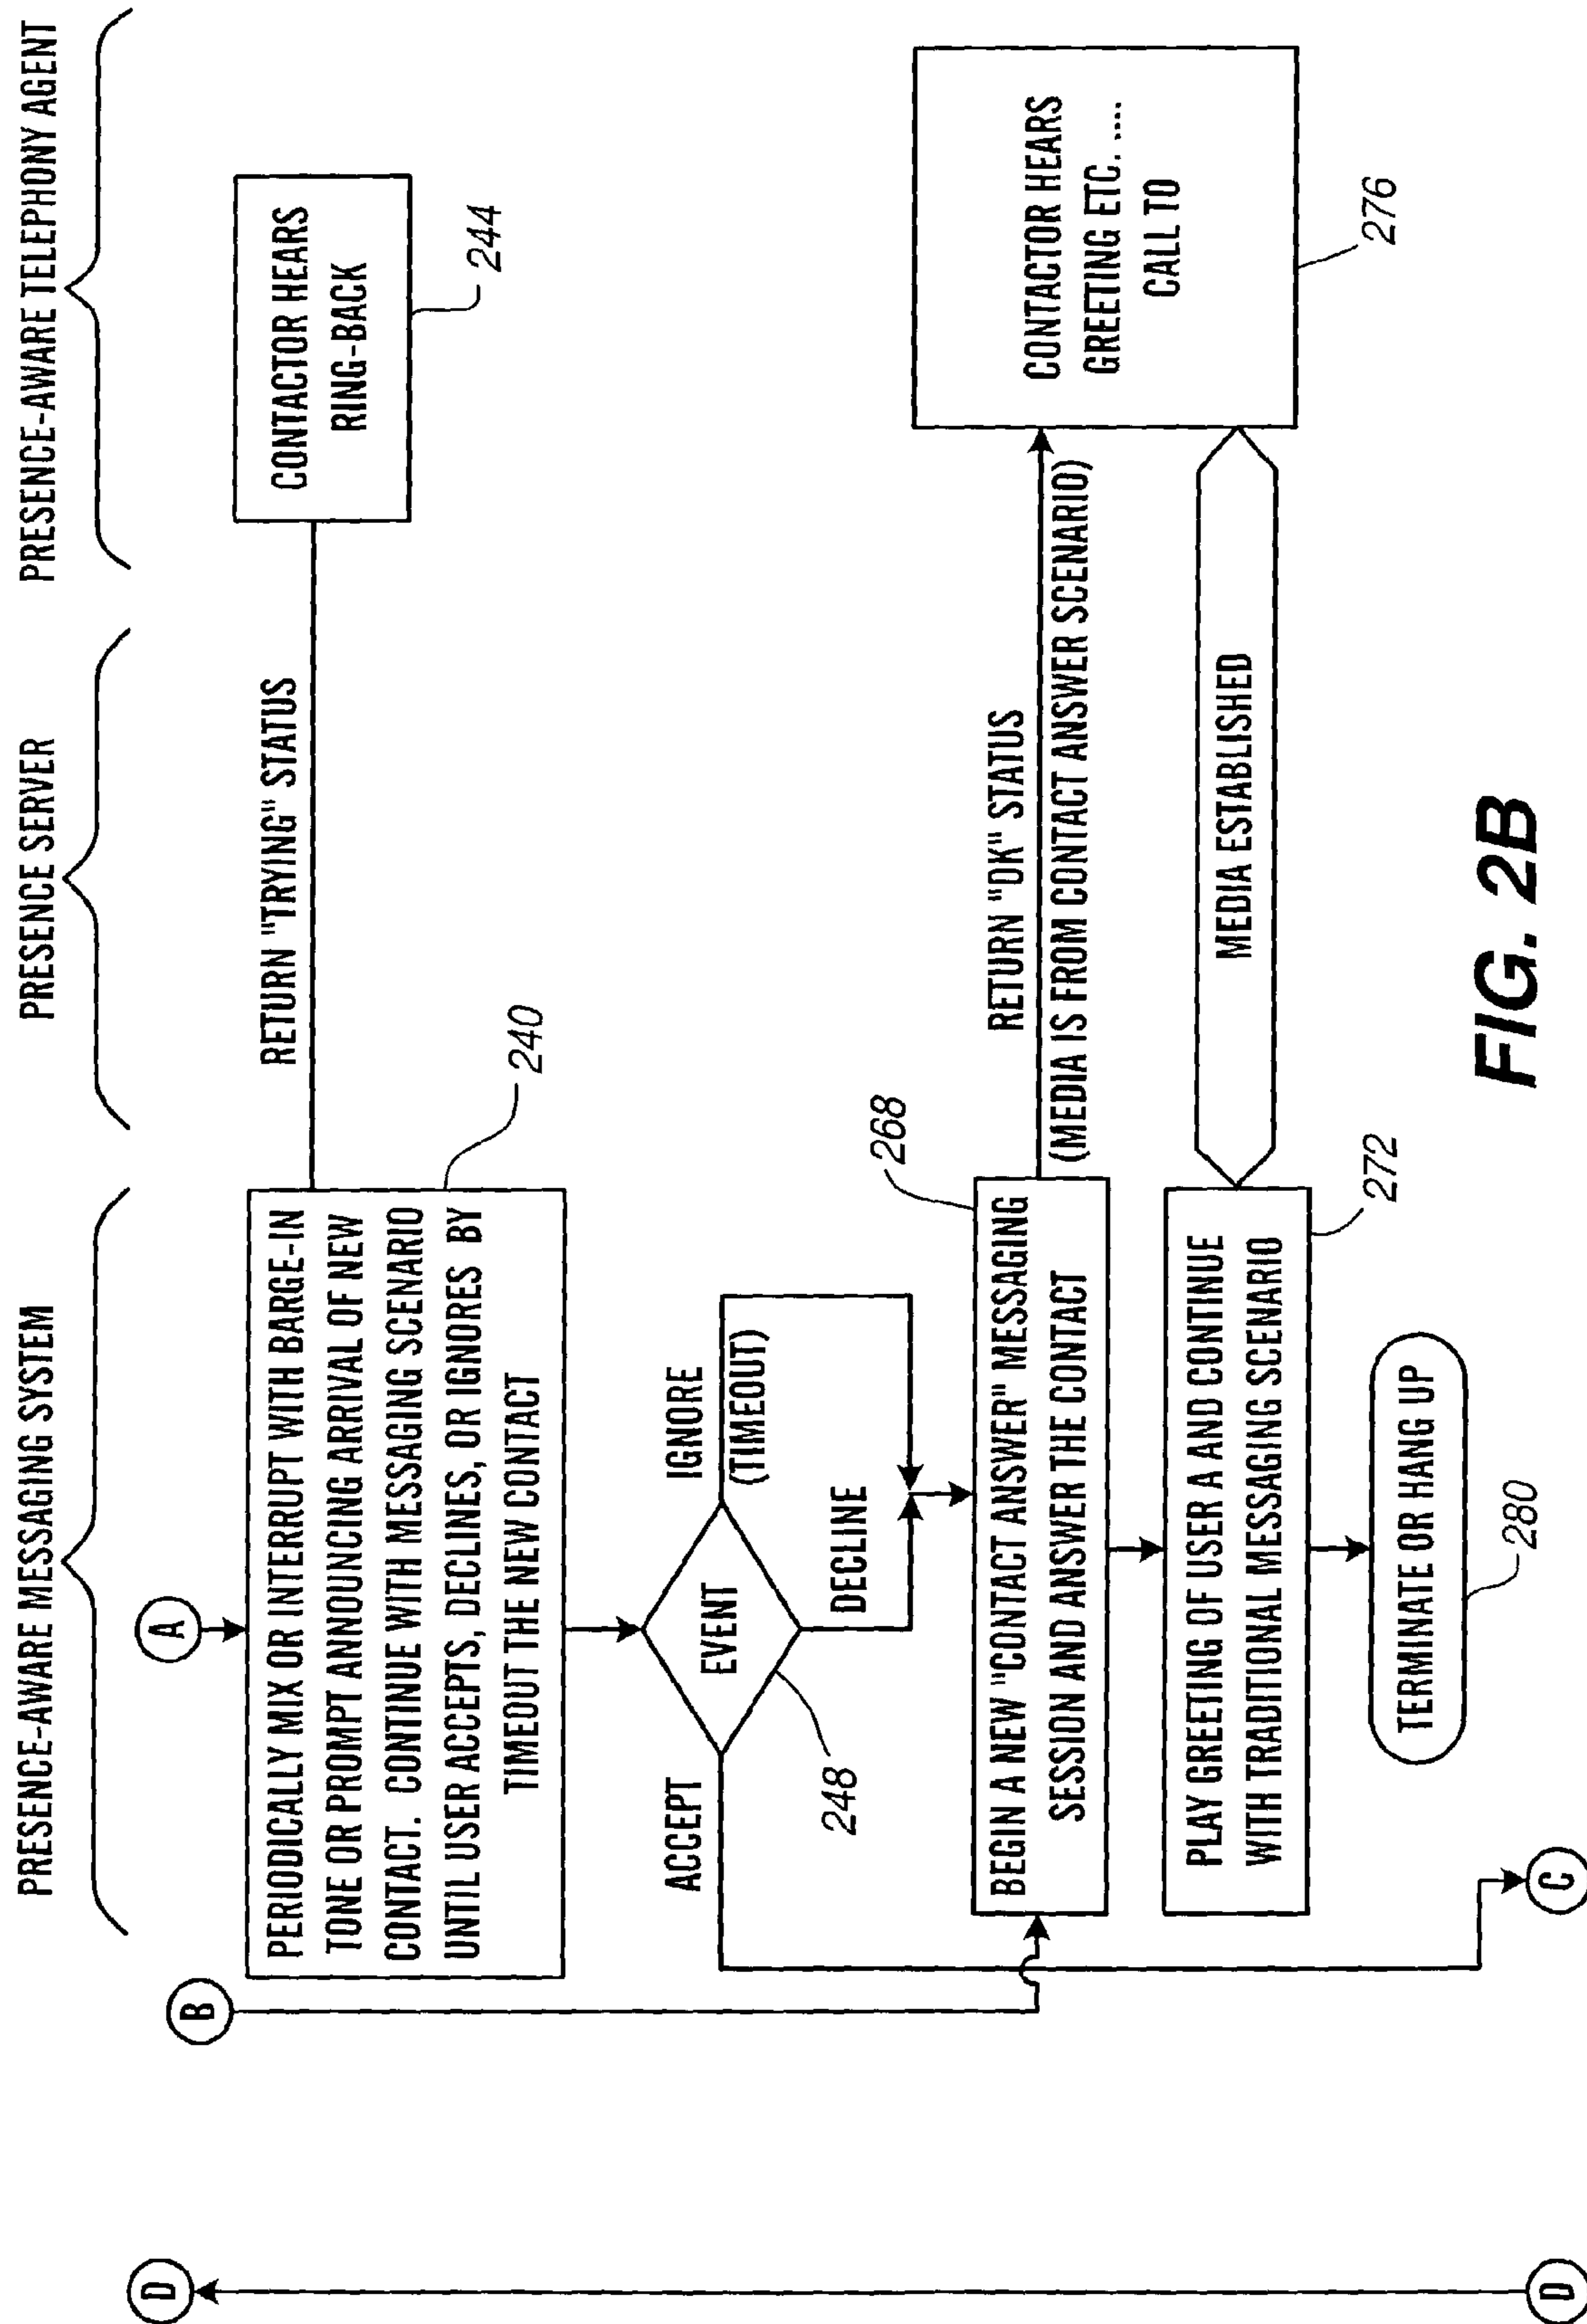 PRESENCE-AWARE MESSAGING SYSTEM
PRESENCE SERVER
PRESENCE-AWARE TELEPHONY AGENT
D
B
A
PERIODICALLY MIX OR INTERRUPT WITH BARGE-IN
TONE OR PROMPT ANNOUNCING ARRIVAL OF NEW
CONTACT. CONTINUE WITH MESSAGING SCENARIO
UNTIL USER ACCEPTS, DECLINES, OR IGNORES BY
TIMEOUT THE NEW CONTACT
240
RETURN "TRYING" STATUS
CONTACTOR HEARS
RING-BACK
244
ACCEPT
EVENT
248
IGNORE
(TIMEOUT)
DECLINE
BEGIN A NEW "CONTACT ANSWER" MESSAGING
SESSION AND ANSWER THE CONTACT
268
RETURN "OK" STATUS
(MEDIA IS FROM CONTACT ANSWER SCENARIO)
CONTACTOR HEARS
GREETING ETC. ....
CALL TO
276
PLAY GREETING OF USER A AND CONTINUE
WITH TRADITIONAL MESSAGING SCENARIO
272
MEDIA ESTABLISHED
TERMINATE OR HANG UP
280
D
C
FIG. 2B